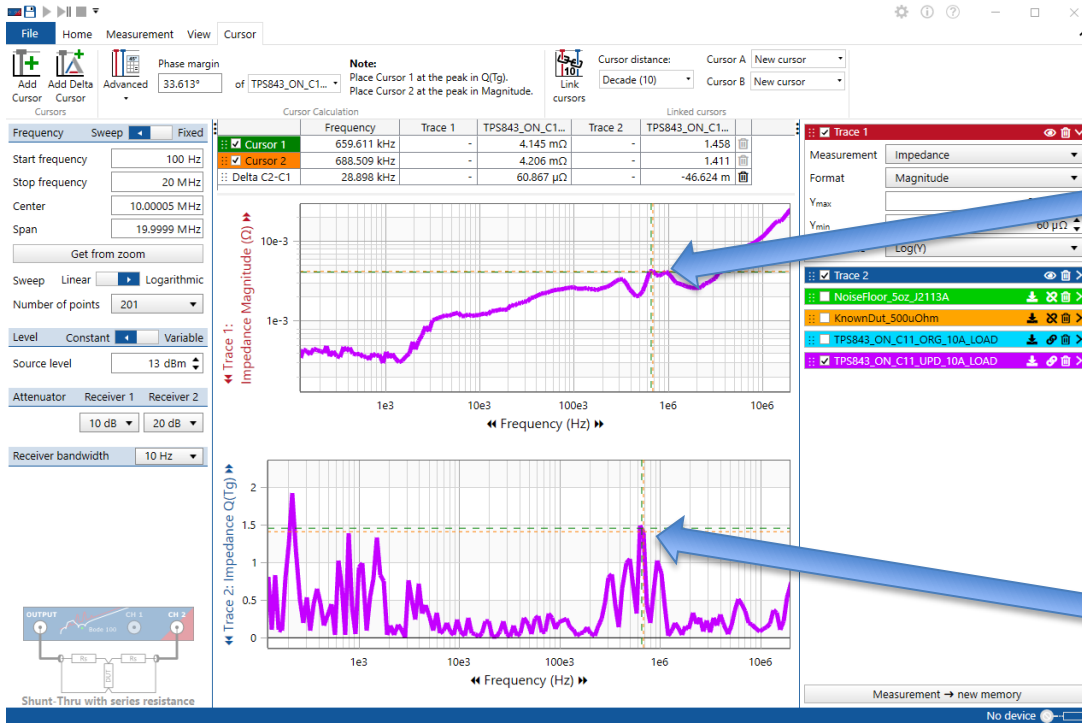 File Home Measurement View Cursor
Add Cursor
Add Delta Cursor
Cursors
Advanced
Phase margin
33.613° of TPS843_ON_C1...
Note:
Place Cursor 1 at the peak in Q(Tg).
Place Cursor 2 at the peak in Magnitude.
Cursor Calculation
Link cursors
Cursor distance:
Decade (10)
Cursor A New cursor
Cursor B New cursor
Linked cursors
Frequency Sweep Fixed
Start frequency 100 Hz
Stop frequency 20 MHz
Center 10.00005 MHz
Span 19.9999 MHz
Get from zoom
Sweep Linear Logarithmic
Number of points 201
Level Constant Variable
Source level 13 dBm
Attenuator Receiver 1 Receiver 2
10 dB 20 dB
Receiver bandwidth 10 Hz
OUTPUT CH 1 CH 2
Bode 100
Rs Rs
DUT
Shunt-Thru with series resistance
Frequency Trace 1 TPS843_ON_C1... Trace 2 TPS843_ON_C1...
Cursor 1 659.611 kHz - 4.145 mΩ - 1.458
Cursor 2 688.509 kHz - 4.206 mΩ - 1.411
Delta C2-C1 28.898 kHz - 60.867 µΩ - -46.624 m
Trace 1:
Impedance Magnitude (Ω)
10e-3
1e-3
1e3 10e3 100e3 1e6 10e6
Frequency (Hz)
Trace 2: Impedance Q(Tg)
2
1.5
1
0.5
0
1e3 10e3 100e3 1e6 10e6
Frequency (Hz)
Trace 1
Measurement Impedance
Format Magnitude
Ymax
Ymin 60 µΩ
Log(Y)
Trace 2
NoiseFloor_5oz_J2113A
KnownDut_500uOhm
TPS843_ON_C11_ORG_10A_LOAD
TPS843_ON_C11_UPD_10A_LOAD
Measurement → new memory
No device